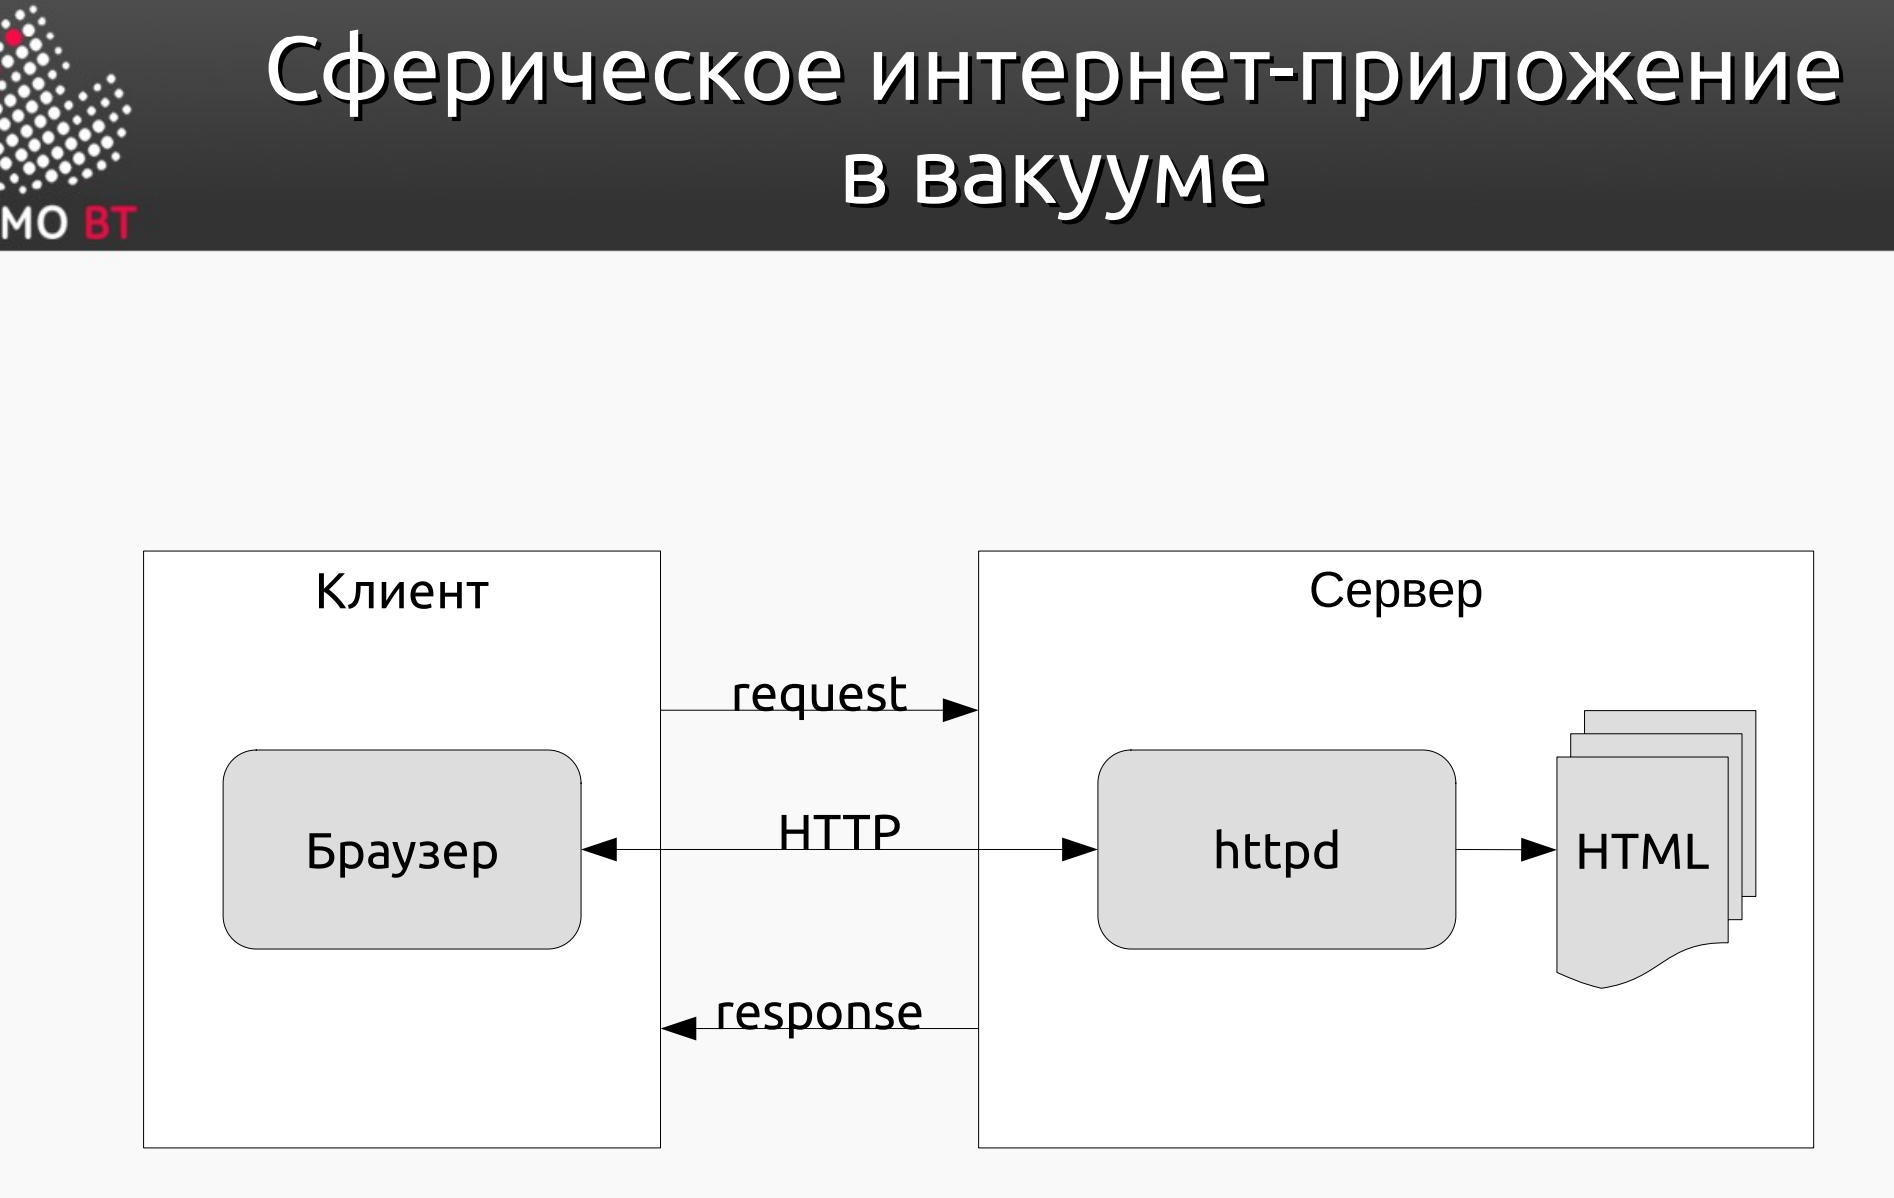 Сферическое интернет-приложение
в вакууме
МО ВТ
Клиент
Сервер
request
Браузер
HTTP
httpd
HTML
response